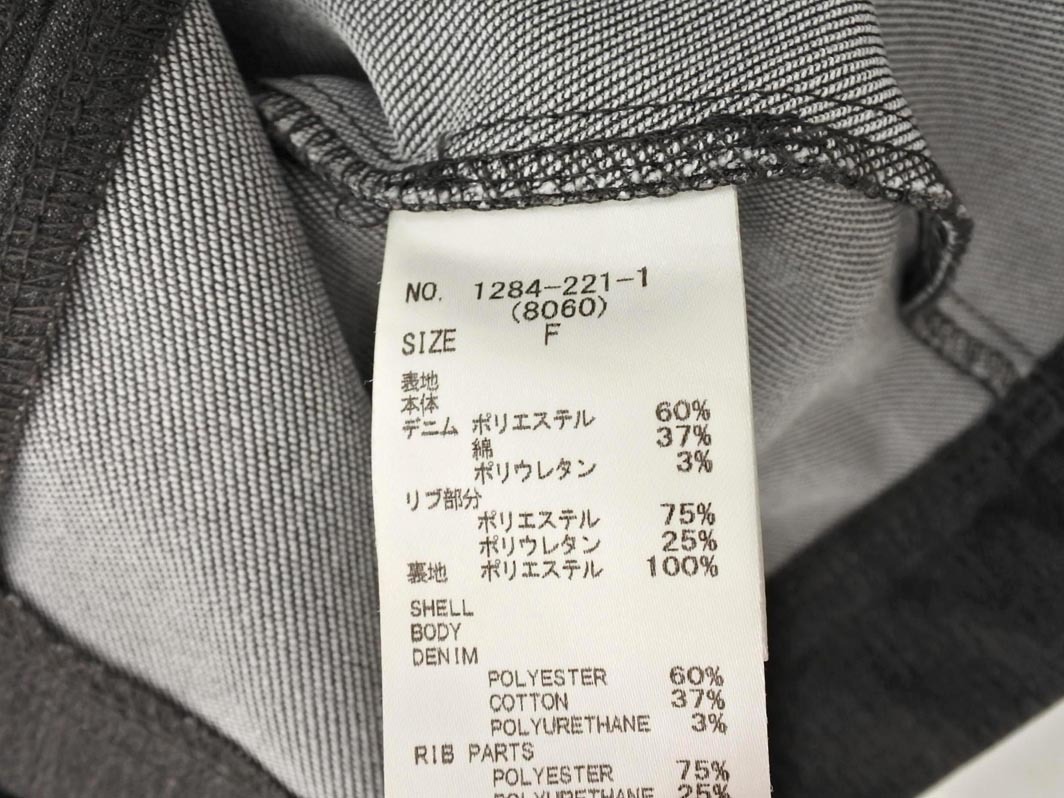 NO. 1284-221-1
(8060)
SIZE F
表地
本体
デニム ポリエステル 60%
綿 37%
ポリウレタン 3%
リブ部分
ポリエステル 75%
ポリウレタン 25%
裏地 ポリエステル 100%
SHELL
BODY
DENIM
POLYESTER 60%
COTTON 37%
POLYURETHANE 3%
RIB PARTS
POLYESTER 75%
POLYURETHANE 25%